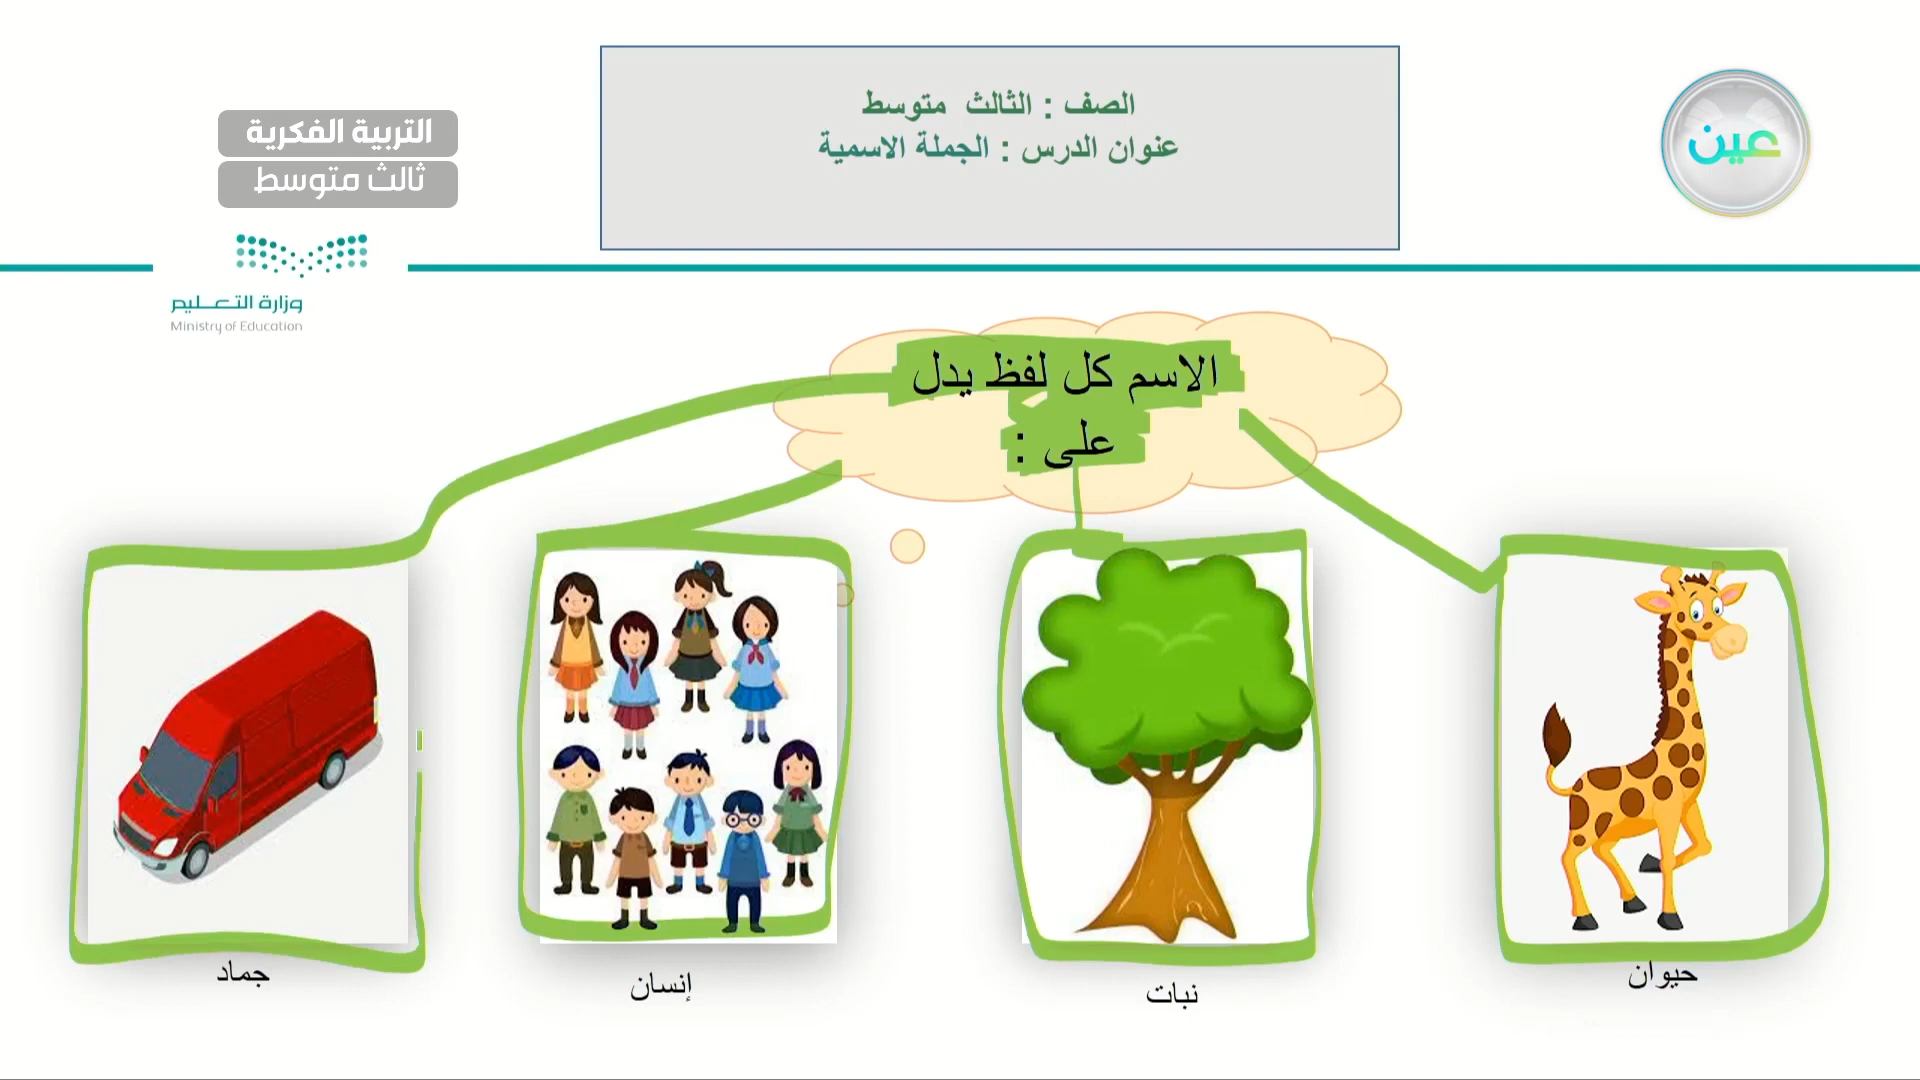 الصف : الثالث متوسط
عنوان الدرس : الجملة الاسمية
عين
التربية الفكرية
ثالث متوسط
وزارة التعليم
Ministry of Education
الاسم كل لفظ يدل
على :
حيوان
نبات
إنسان
جماد